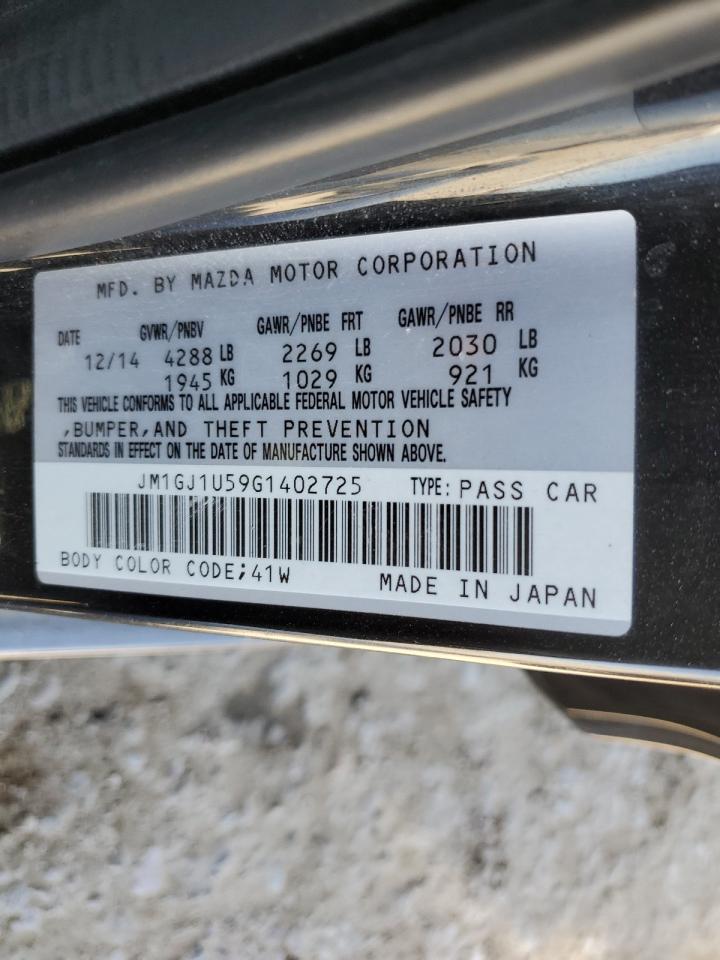 MFD. BY MAZDA MOTOR CORPORATION
DATE GVWR/PNBV GAWR/PNBE FRT GAWR/PNBE RR
12/14 4288 LB 2269 LB 2030 LB
1945 KG 1029 KG 921 KG
THIS VEHICLE CONFORMS TO ALL APPLICABLE FEDERAL MOTOR VEHICLE SAFETY
,BUMPER,AND THEFT PREVENTION
STANDARDS IN EFFECT ON THE DATE OF MANUFACTURE SHOWN ABOVE.
JM1GJ1U59G1402725 TYPE: PASS CAR
BODY COLOR CODE;41W MADE IN JAPAN